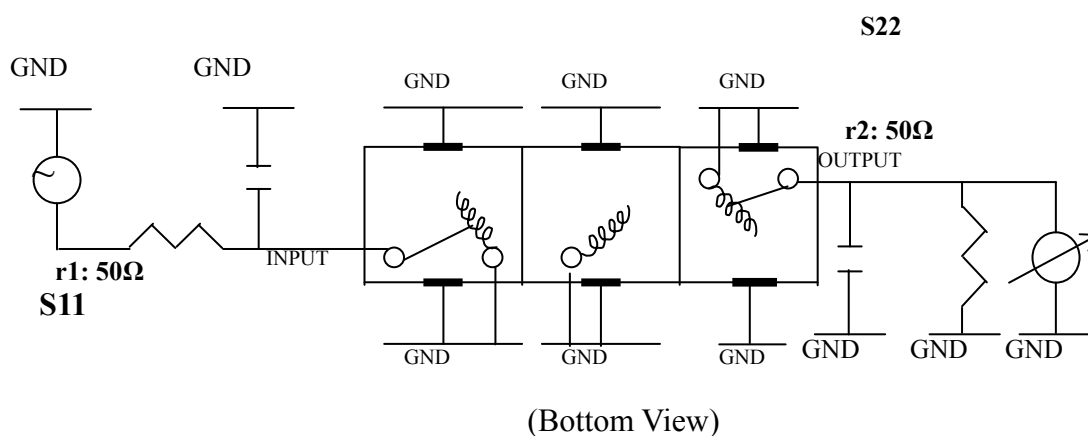 S22
GND
GND
GND
GND
GND
r2: 50Ω
OUTPUT
INPUT
r1: 50Ω
S11
GND
GND
GND
GND
GND
GND
(Bottom View)